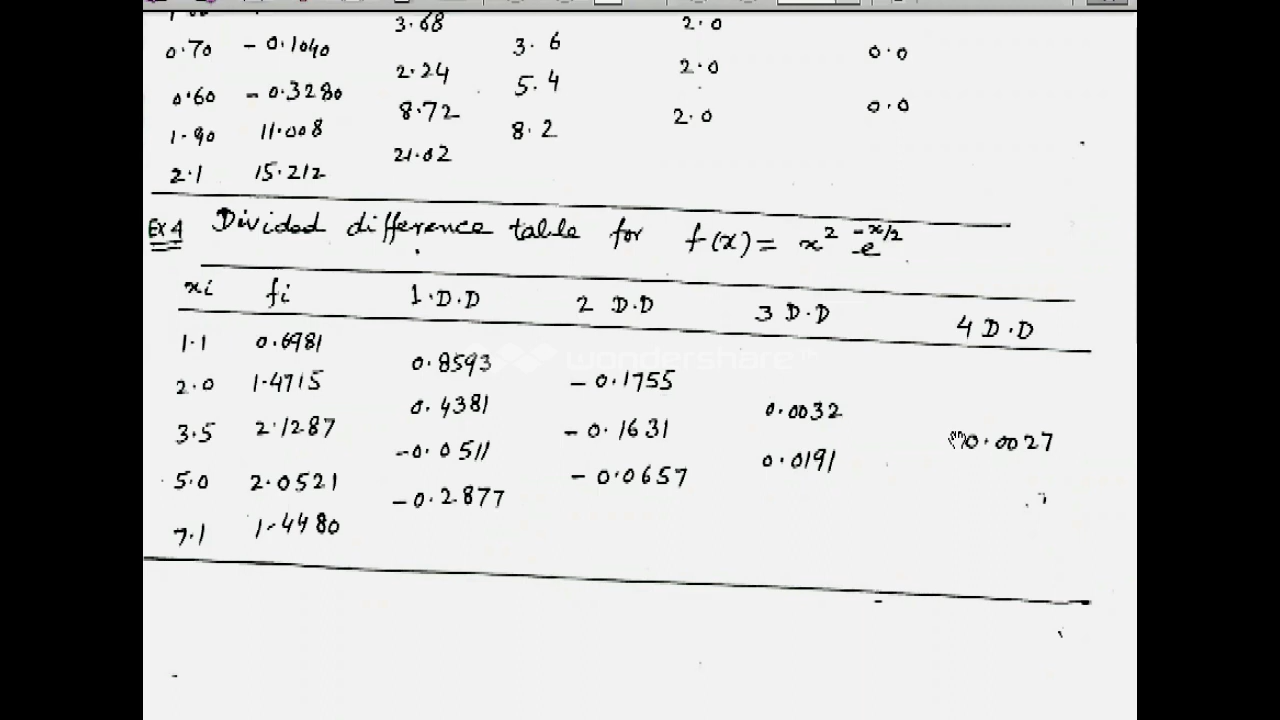 3.68 2.0
0.70 - 0.1040 3.6 0.0
2.24 2.0
0.60 - 0.3280 5.4
8.72 2.0 0.0
1.90 11.008 8.2
21.02
2.1 15.212
Ex 4 Divided difference table for f(x) = x² e^-x/2
xi fi 1.D.D 2 D.D 3 D.D 4 D.D
1.1 0.6981
0.8593
2.0 1.4715 - 0.1755
0.4381 0.0032
3.5 2.1287 - 0.1631 0.0027
-0.0511 0.0191
5.0 2.0521 - 0.0657
- 0.2877
7.1 1.4480
wondershare™